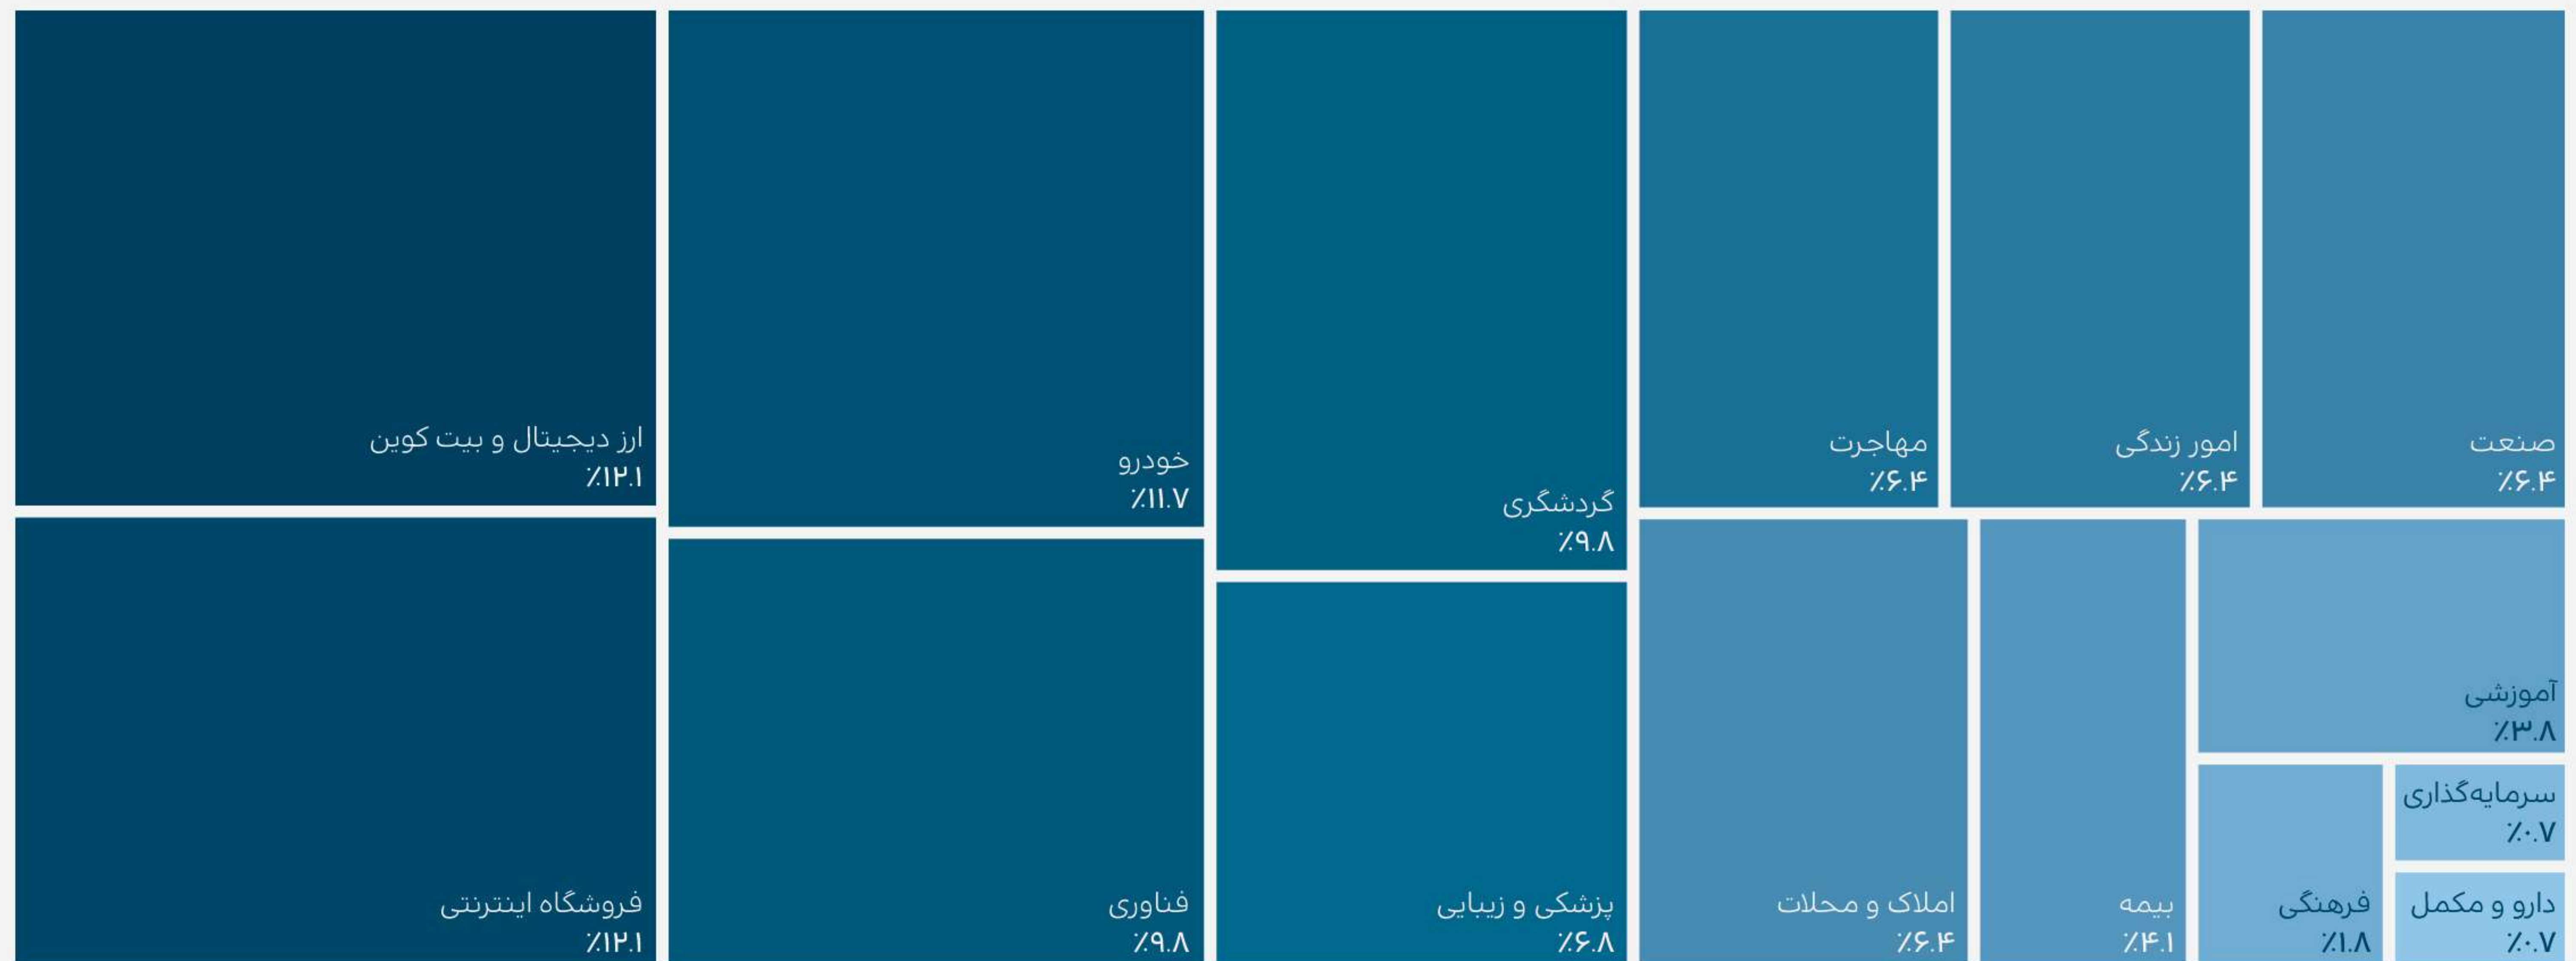 ارز دیجیتال و بیت کوین
٪۱۲.۱
خودرو
٪۱۱.۷
گردشگری
٪۹.۸
مهاجرت
٪۶.۴
امور زندگی
٪۶.۴
صنعت
٪۶.۴
فروشگاه اینترنتی
٪۱۲.۱
فناوری
٪۹.۸
پزشکی و زیبایی
٪۶.۸
املاک و محلات
٪۶.۴
بیمه
٪۴.۱
آموزشی
٪۳.۸
فرهنگی
٪۱.۸
سرمایه‌گذاری
٪۰.۷
دارو و مکمل
٪۰.۷